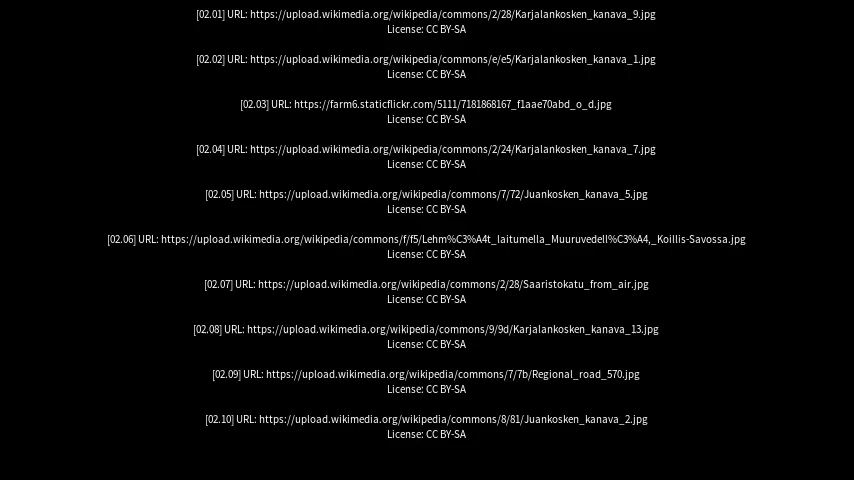 [02.01] URL: https://upload.wikimedia.org/wikipedia/commons/2/28/Karjalankosken_kanava_9.jpg
License: CC BY-SA
[02.02] URL: https://upload.wikimedia.org/wikipedia/commons/e/e5/Karjalankosken_kanava_1.jpg
License: CC BY-SA
[02.03] URL: https://farm6.staticflickr.com/5111/7181868167_f1aae70abd_o_d.jpg
License: CC BY-SA
[02.04] URL: https://upload.wikimedia.org/wikipedia/commons/2/24/Karjalankosken_kanava_7.jpg
License: CC BY-SA
[02.05] URL: https://upload.wikimedia.org/wikipedia/commons/7/72/Juankosken_kanava_5.jpg
License: CC BY-SA
[02.06] URL: https://upload.wikimedia.org/wikipedia/commons/f/f5/Lehm%C3%A4t_laitumella_Muuruvedell%C3%A4,_Koillis-Savossa.jpg
License: CC BY-SA
[02.07] URL: https://upload.wikimedia.org/wikipedia/commons/2/28/Saaristokatu_from_air.jpg
License: CC BY-SA
[02.08] URL: https://upload.wikimedia.org/wikipedia/commons/9/9d/Karjalankosken_kanava_13.jpg
License: CC BY-SA
[02.09] URL: https://upload.wikimedia.org/wikipedia/commons/7/7b/Regional_road_570.jpg
License: CC BY-SA
[02.10] URL: https://upload.wikimedia.org/wikipedia/commons/8/81/Juankosken_kanava_2.jpg
License: CC BY-SA